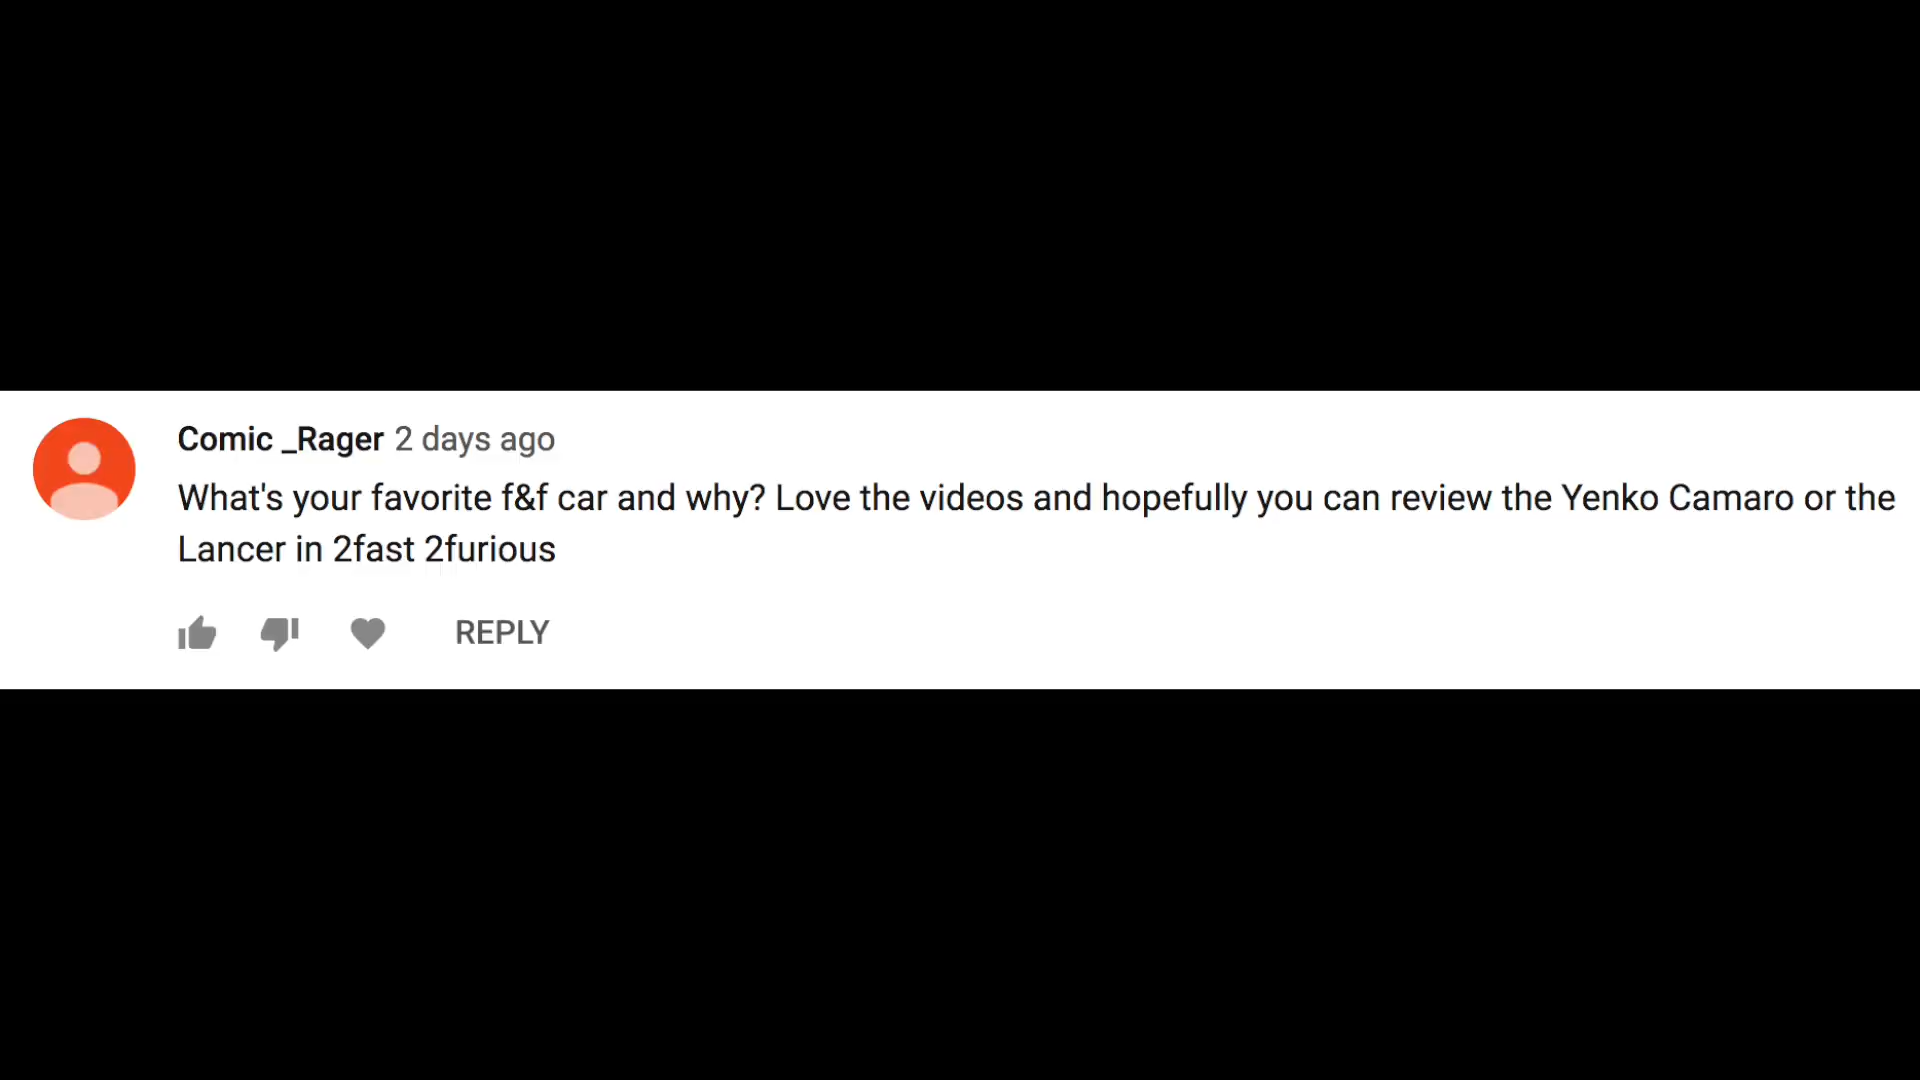 Comic _Rager 2 days ago
What's your favorite f&f car and why? Love the videos and hopefully you can review the Yenko Camaro or the
Lancer in 2fast 2furious
REPLY